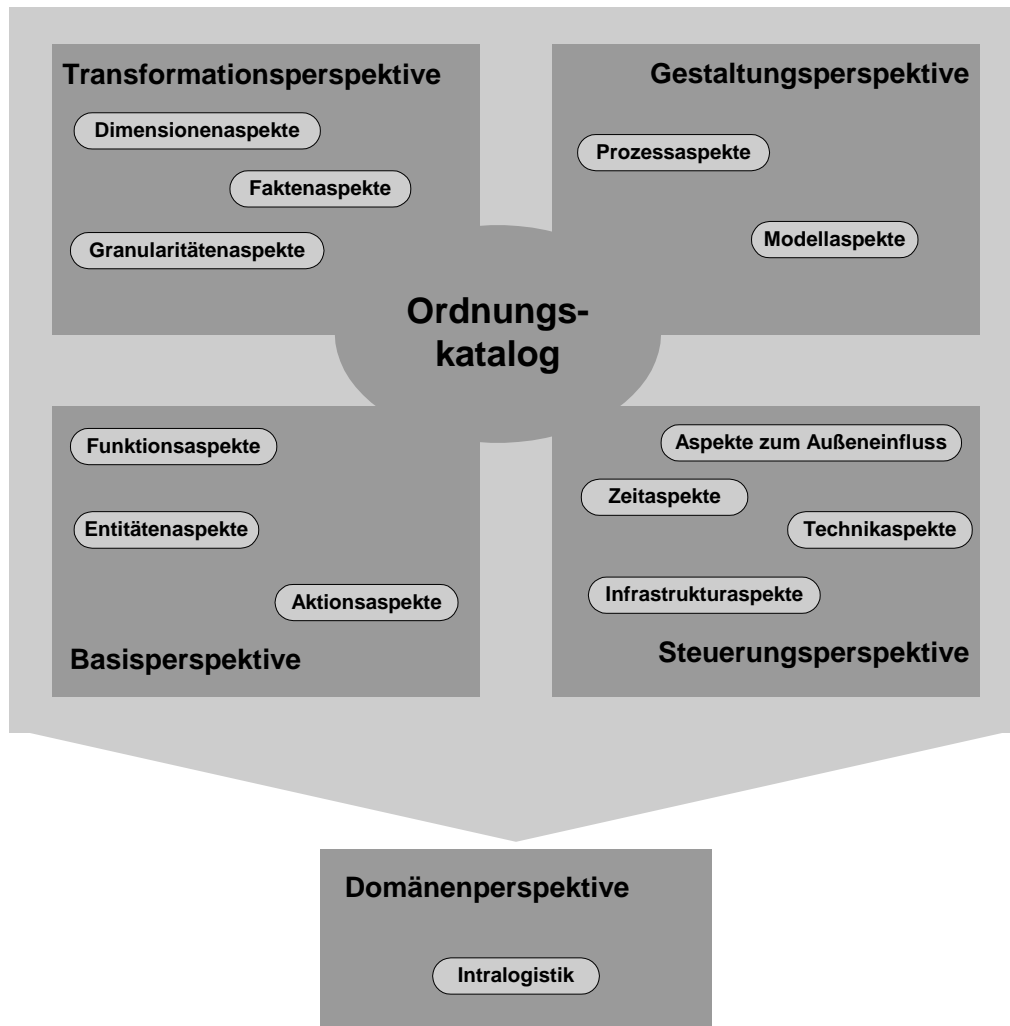 Transformationsperspektive
Dimensionenaspekte
Faktenaspekte
Granularitätenaspekte
Gestaltungsperspektive
Prozessaspekte
Modellaspekte
Ordnungs-
katalog
Funktionsaspekte
Entitätenaspekte
Aktionsaspekte
Basisperspektive
Aspekte zum Außeneinfluss
Zeitaspekte
Technikaspekte
Infrastrukturaspekte
Steuerungsperspektive
Domänenperspektive
Intralogistik